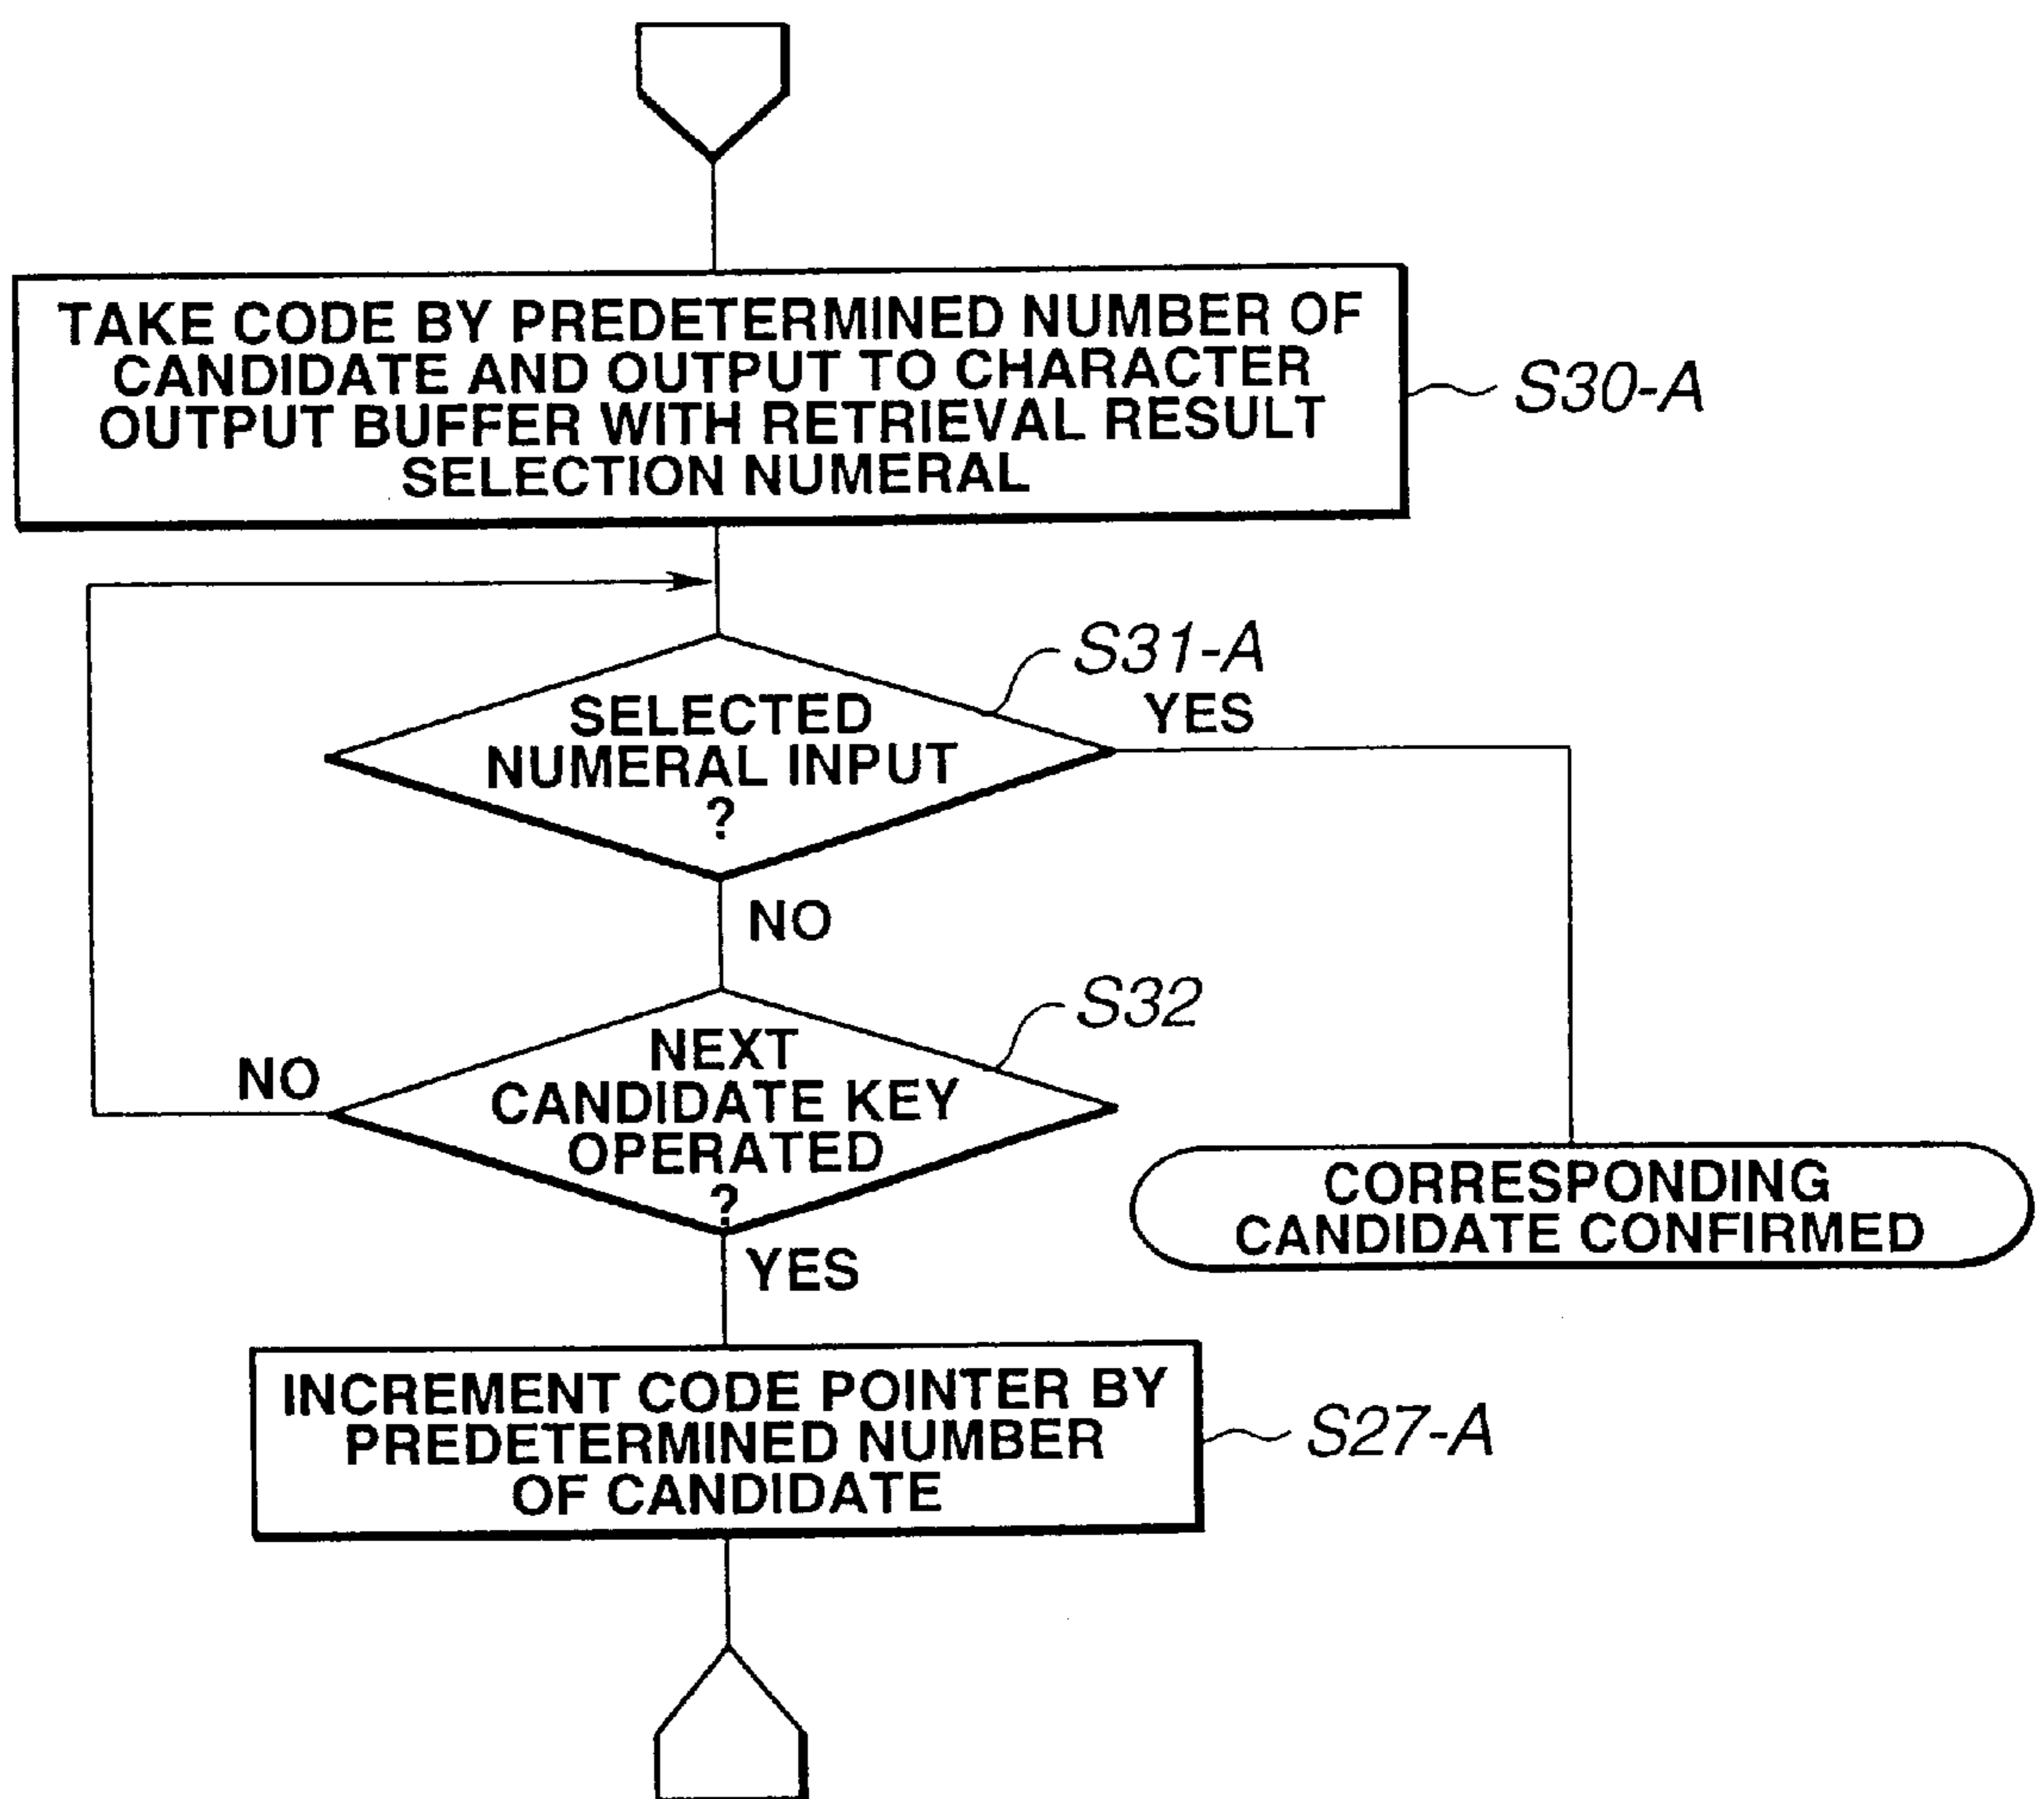 TAKE CODE BY PREDETERMINED NUMBER OF
CANDIDATE AND OUTPUT TO CHARACTER
OUTPUT BUFFER WITH RETRIEVAL RESULT
SELECTION NUMERAL
S30-A
S31-A
YES
SELECTED
NUMERAL INPUT
?
NO
S32
NEXT
CANDIDATE KEY
OPERATED
?
NO
YES
CORRESPONDING
CANDIDATE CONFIRMED
INCREMENT CODE POINTER BY
PREDETERMINED NUMBER
OF CANDIDATE
S27-A